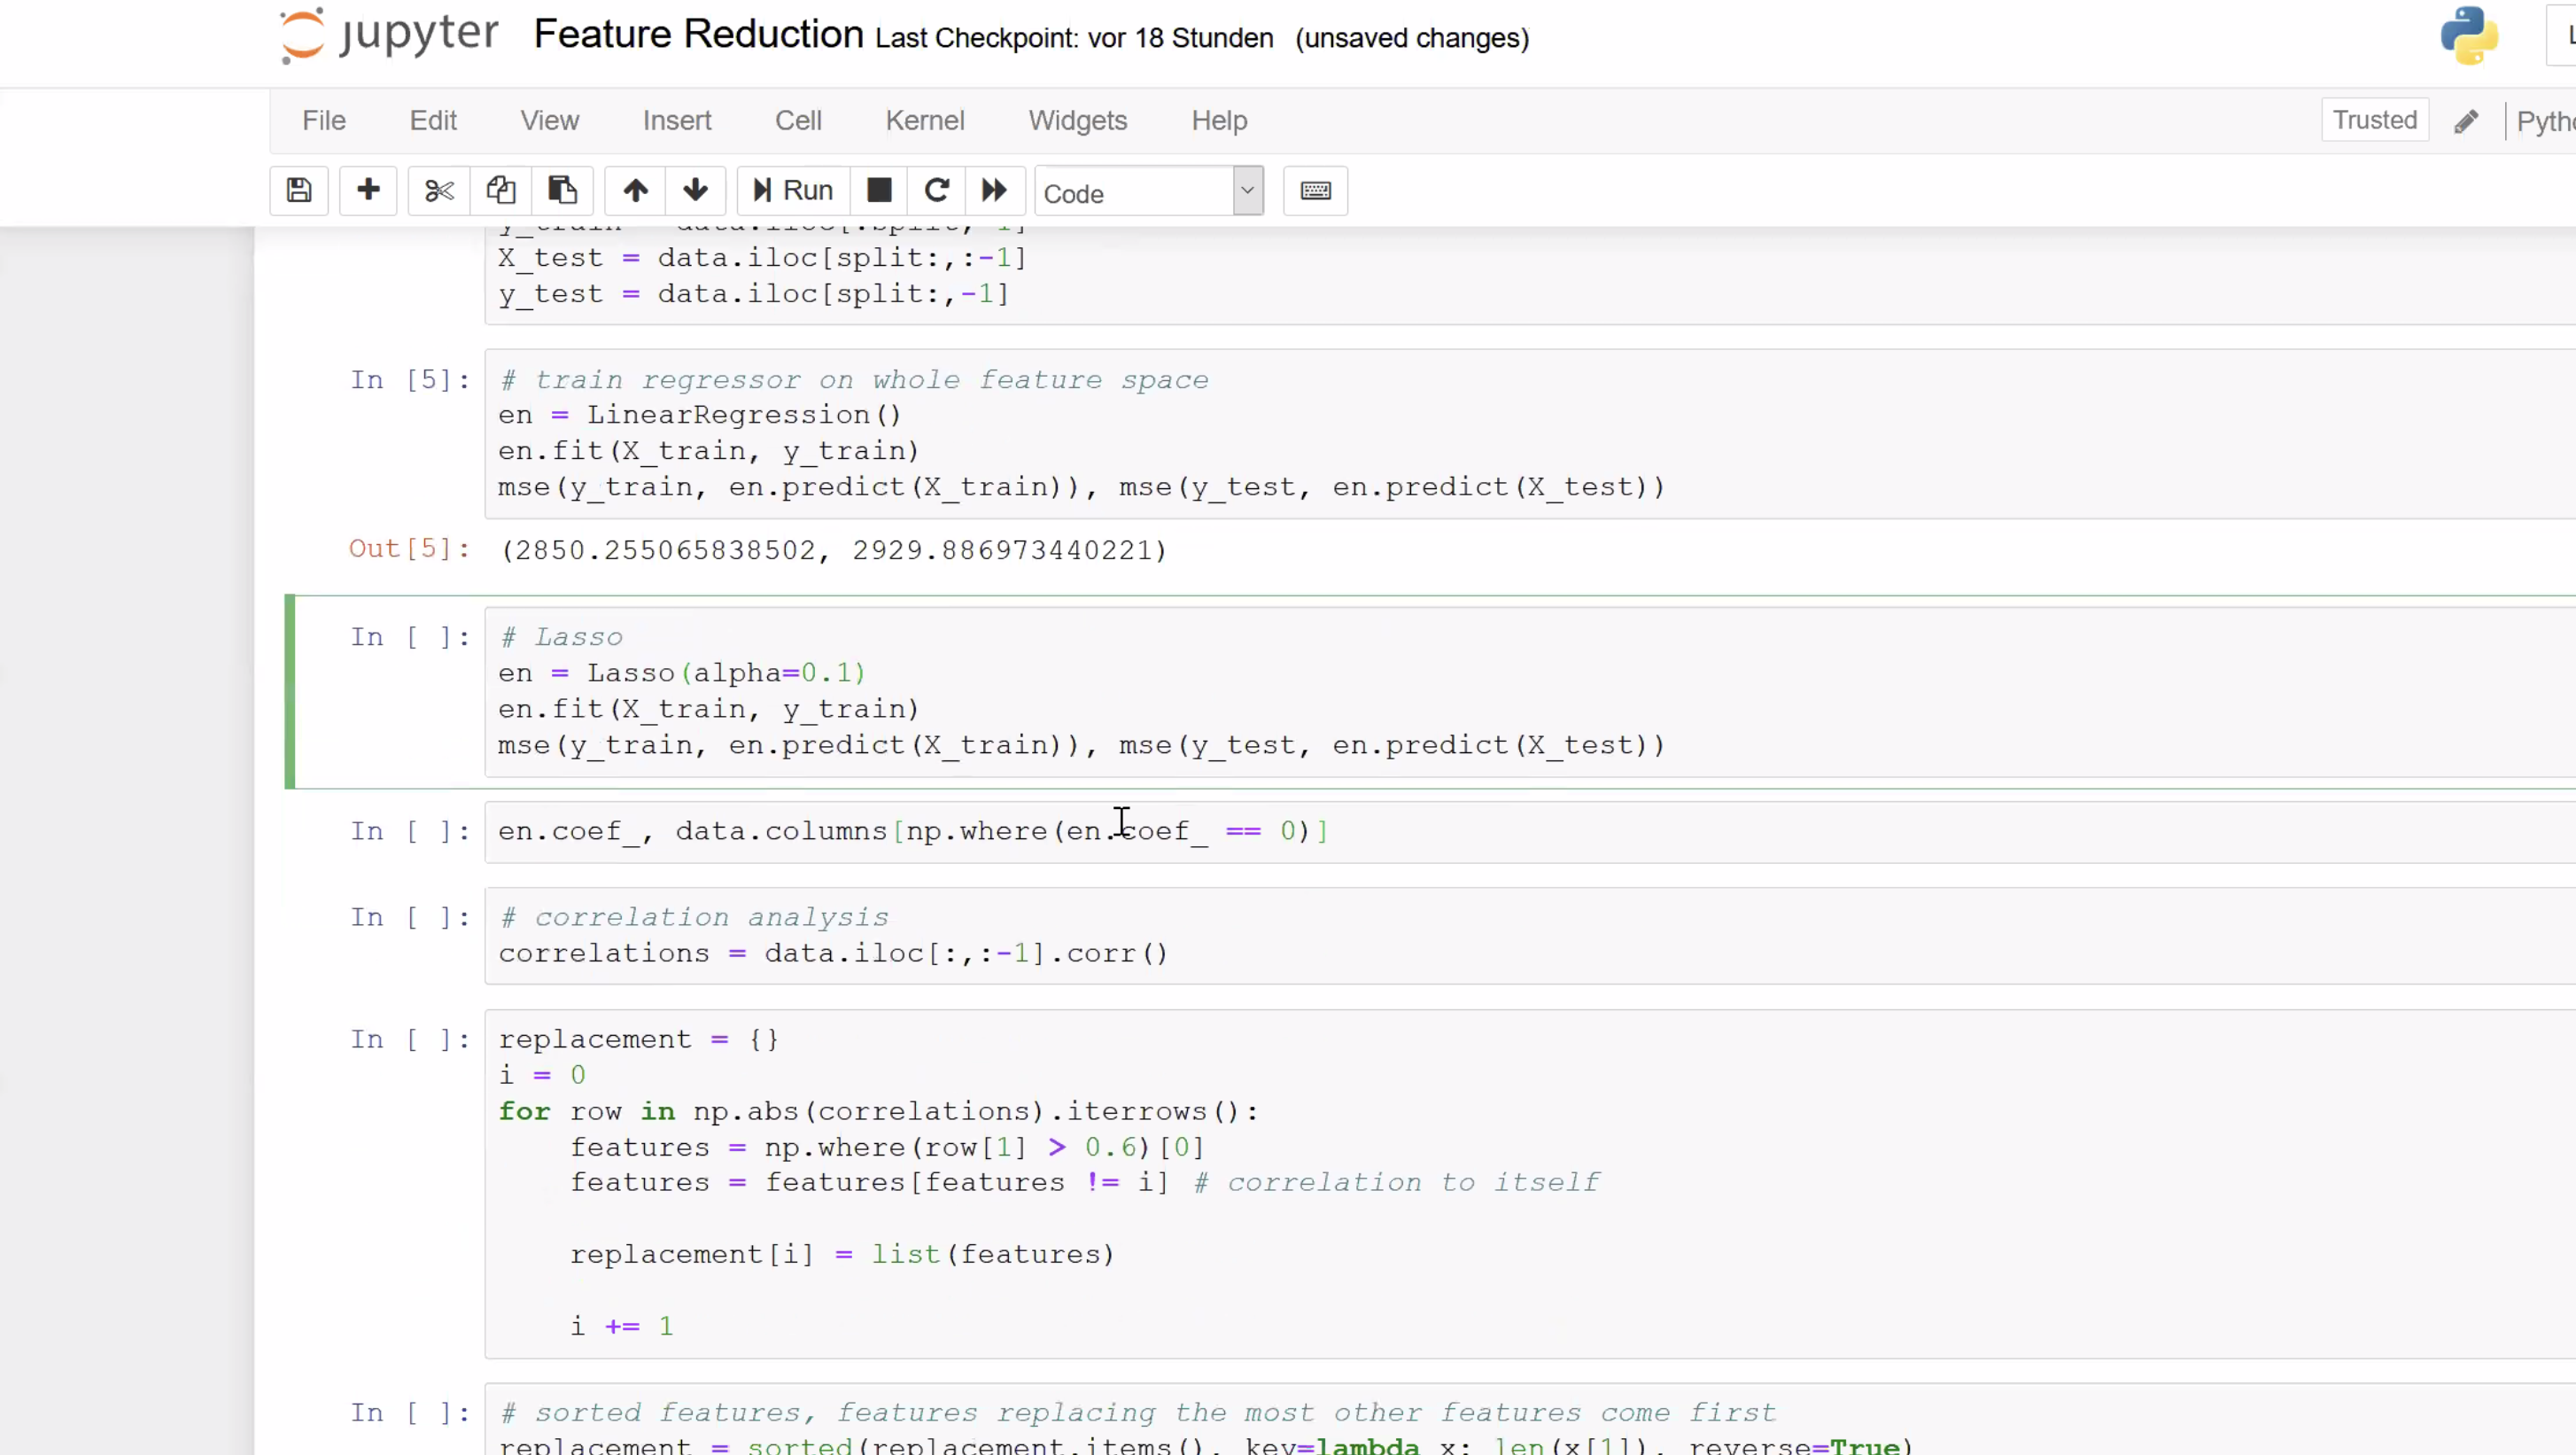 jupyter Feature Reduction Last Checkpoint: vor 18 Stunden (unsaved changes)
File Edit View Insert Cell Kernel Widgets Help Trusted
Run Code
X_test = data.iloc[split:,:-1]
y_test = data.iloc[split:,-1]
In [5]: # train regressor on whole feature space
en = LinearRegression()
en.fit(X_train, y_train)
mse(y_train, en.predict(X_train)), mse(y_test, en.predict(X_test))
Out[5]: (2850.255065838502, 2929.886973440221)
In [ ]: # Lasso
en = Lasso(alpha=0.1)
en.fit(X_train, y_train)
mse(y_train, en.predict(X_train)), mse(y_test, en.predict(X_test))
In [ ]: en.coef_, data.columns[np.where(en.coef_ == 0)]
In [ ]: # correlation analysis
correlations = data.iloc[:,:-1].corr()
In [ ]: replacement = {}
i = 0
for row in np.abs(correlations).iterrows():
features = np.where(row[1] > 0.6)[0]
features = features[features != i] # correlation to itself
replacement[i] = list(features)
i += 1
In [ ]: # sorted features, features replacing the most other features come first
replacement = sorted(replacement.items(), key=lambda x: len(x[1]), reverse=True)